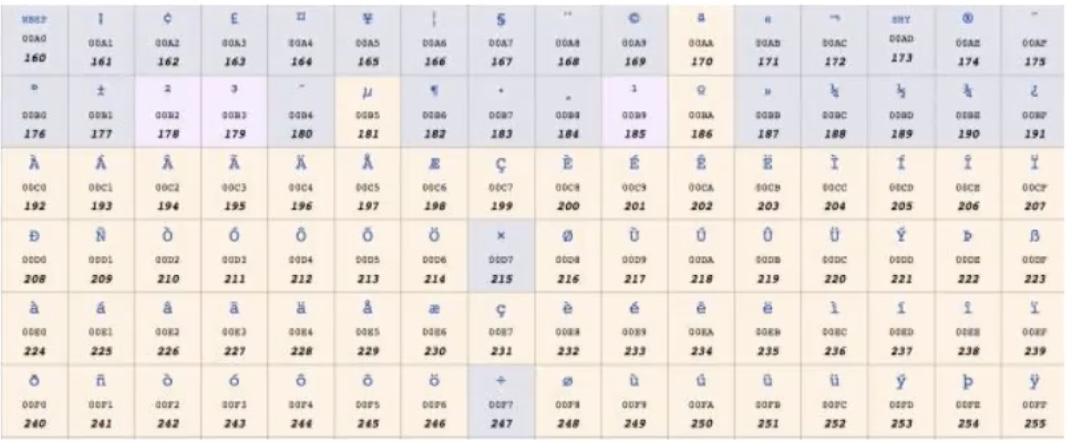 NBSP ¡ ¢ £ ¤ ¥ ¦ § ¨ © ª « ¬ SHY ® ¯
00A0 00A1 00A2 00A3 00A4 00A5 00A6 00A7 00A8 00A9 00AA 00AB 00AC 00AD 00AE 00AF
160 161 162 163 164 165 166 167 168 169 170 171 172 173 174 175
° ± ² ³ ´ µ ¶ · ¸ ¹ º » ¼ ½ ¾ ¿
00B0 00B1 00B2 00B3 00B4 00B5 00B6 00B7 00B8 00B9 00BA 00BB 00BC 00BD 00BE 00BF
176 177 178 179 180 181 182 183 184 185 186 187 188 189 190 191
À Á Â Ã Ä Å Æ Ç È É Ê Ë Ì Í Î Ï
00C0 00C1 00C2 00C3 00C4 00C5 00C6 00C7 00C8 00C9 00CA 00CB 00CC 00CD 00CE 00CF
192 193 194 195 196 197 198 199 200 201 202 203 204 205 206 207
Ð Ñ Ò Ó Ô Õ Ö × Ø Ù Ú Û Ü Ý Þ ß
00D0 00D1 00D2 00D3 00D4 00D5 00D6 00D7 00D8 00D9 00DA 00DB 00DC 00DD 00DE 00DF
208 209 210 211 212 213 214 215 216 217 218 219 220 221 222 223
à á â ã ä å æ ç è é ê ë ì í î ï
00E0 00E1 00E2 00E3 00E4 00E5 00E6 00E7 00E8 00E9 00EA 00EB 00EC 00ED 00EE 00EF
224 225 226 227 228 229 230 231 232 233 234 235 236 237 238 239
ð ñ ò ó ô õ ö ÷ ø ù ú û ü ý þ ÿ
00F0 00F1 00F2 00F3 00F4 00F5 00F6 00F7 00F8 00F9 00FA 00FB 00FC 00FD 00FE 00FF
240 241 242 243 244 245 246 247 248 249 250 251 252 253 254 255